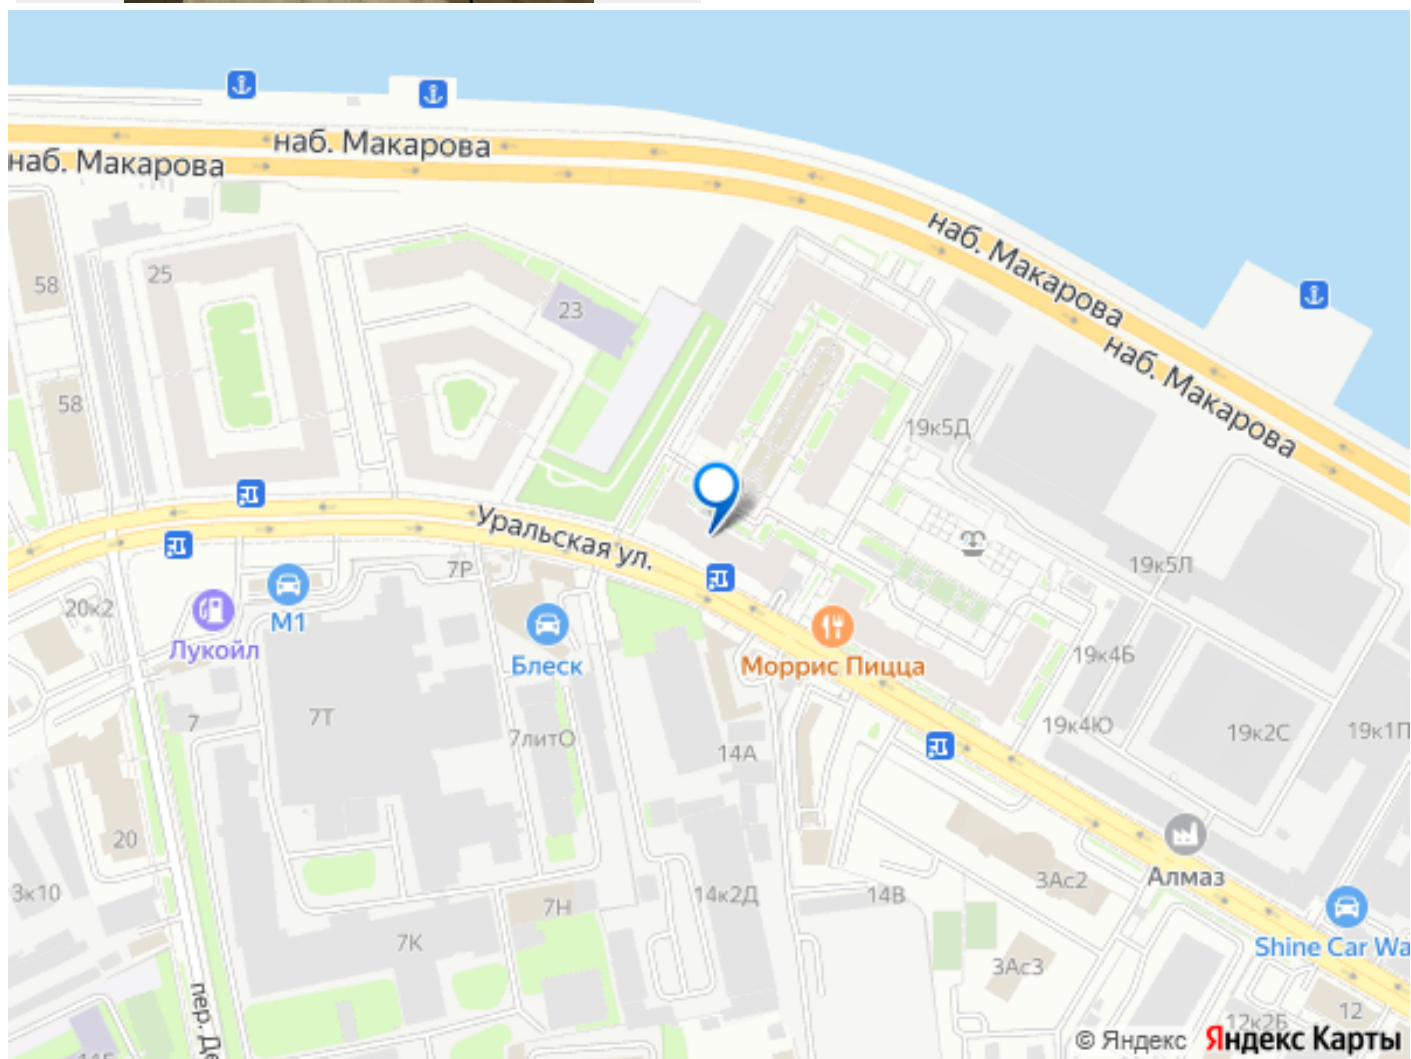 наб. Макарова
наб. Макарова
наб. Макарова
наб. Макарова
25
58
23
58
19к5Д
Уральская ул.
7Р
19к5Л
20к2
М1
Лукойл
Блеск
Моррис Пицца
19к4Б
7
7Т
7литО
14А
19к4Ю
19к2С
19к1П
20
3к10
7Н
14к2Д
14В
3Ас2
Алмаз
7К
Shine Car Wa
3Ас3
пер. Де
12
12к2Б
© Яндекс Яндекс Карты